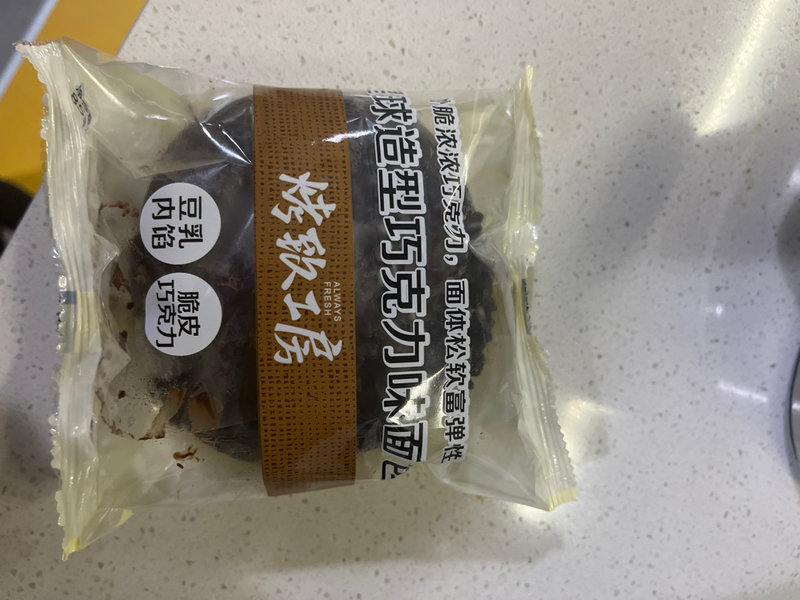 脆浓浓巧克力，面体松软富弹性
球造型巧克力味面包
ALWAYS
FRESH
烤致工房
豆乳
内馅
脆皮
巧克力